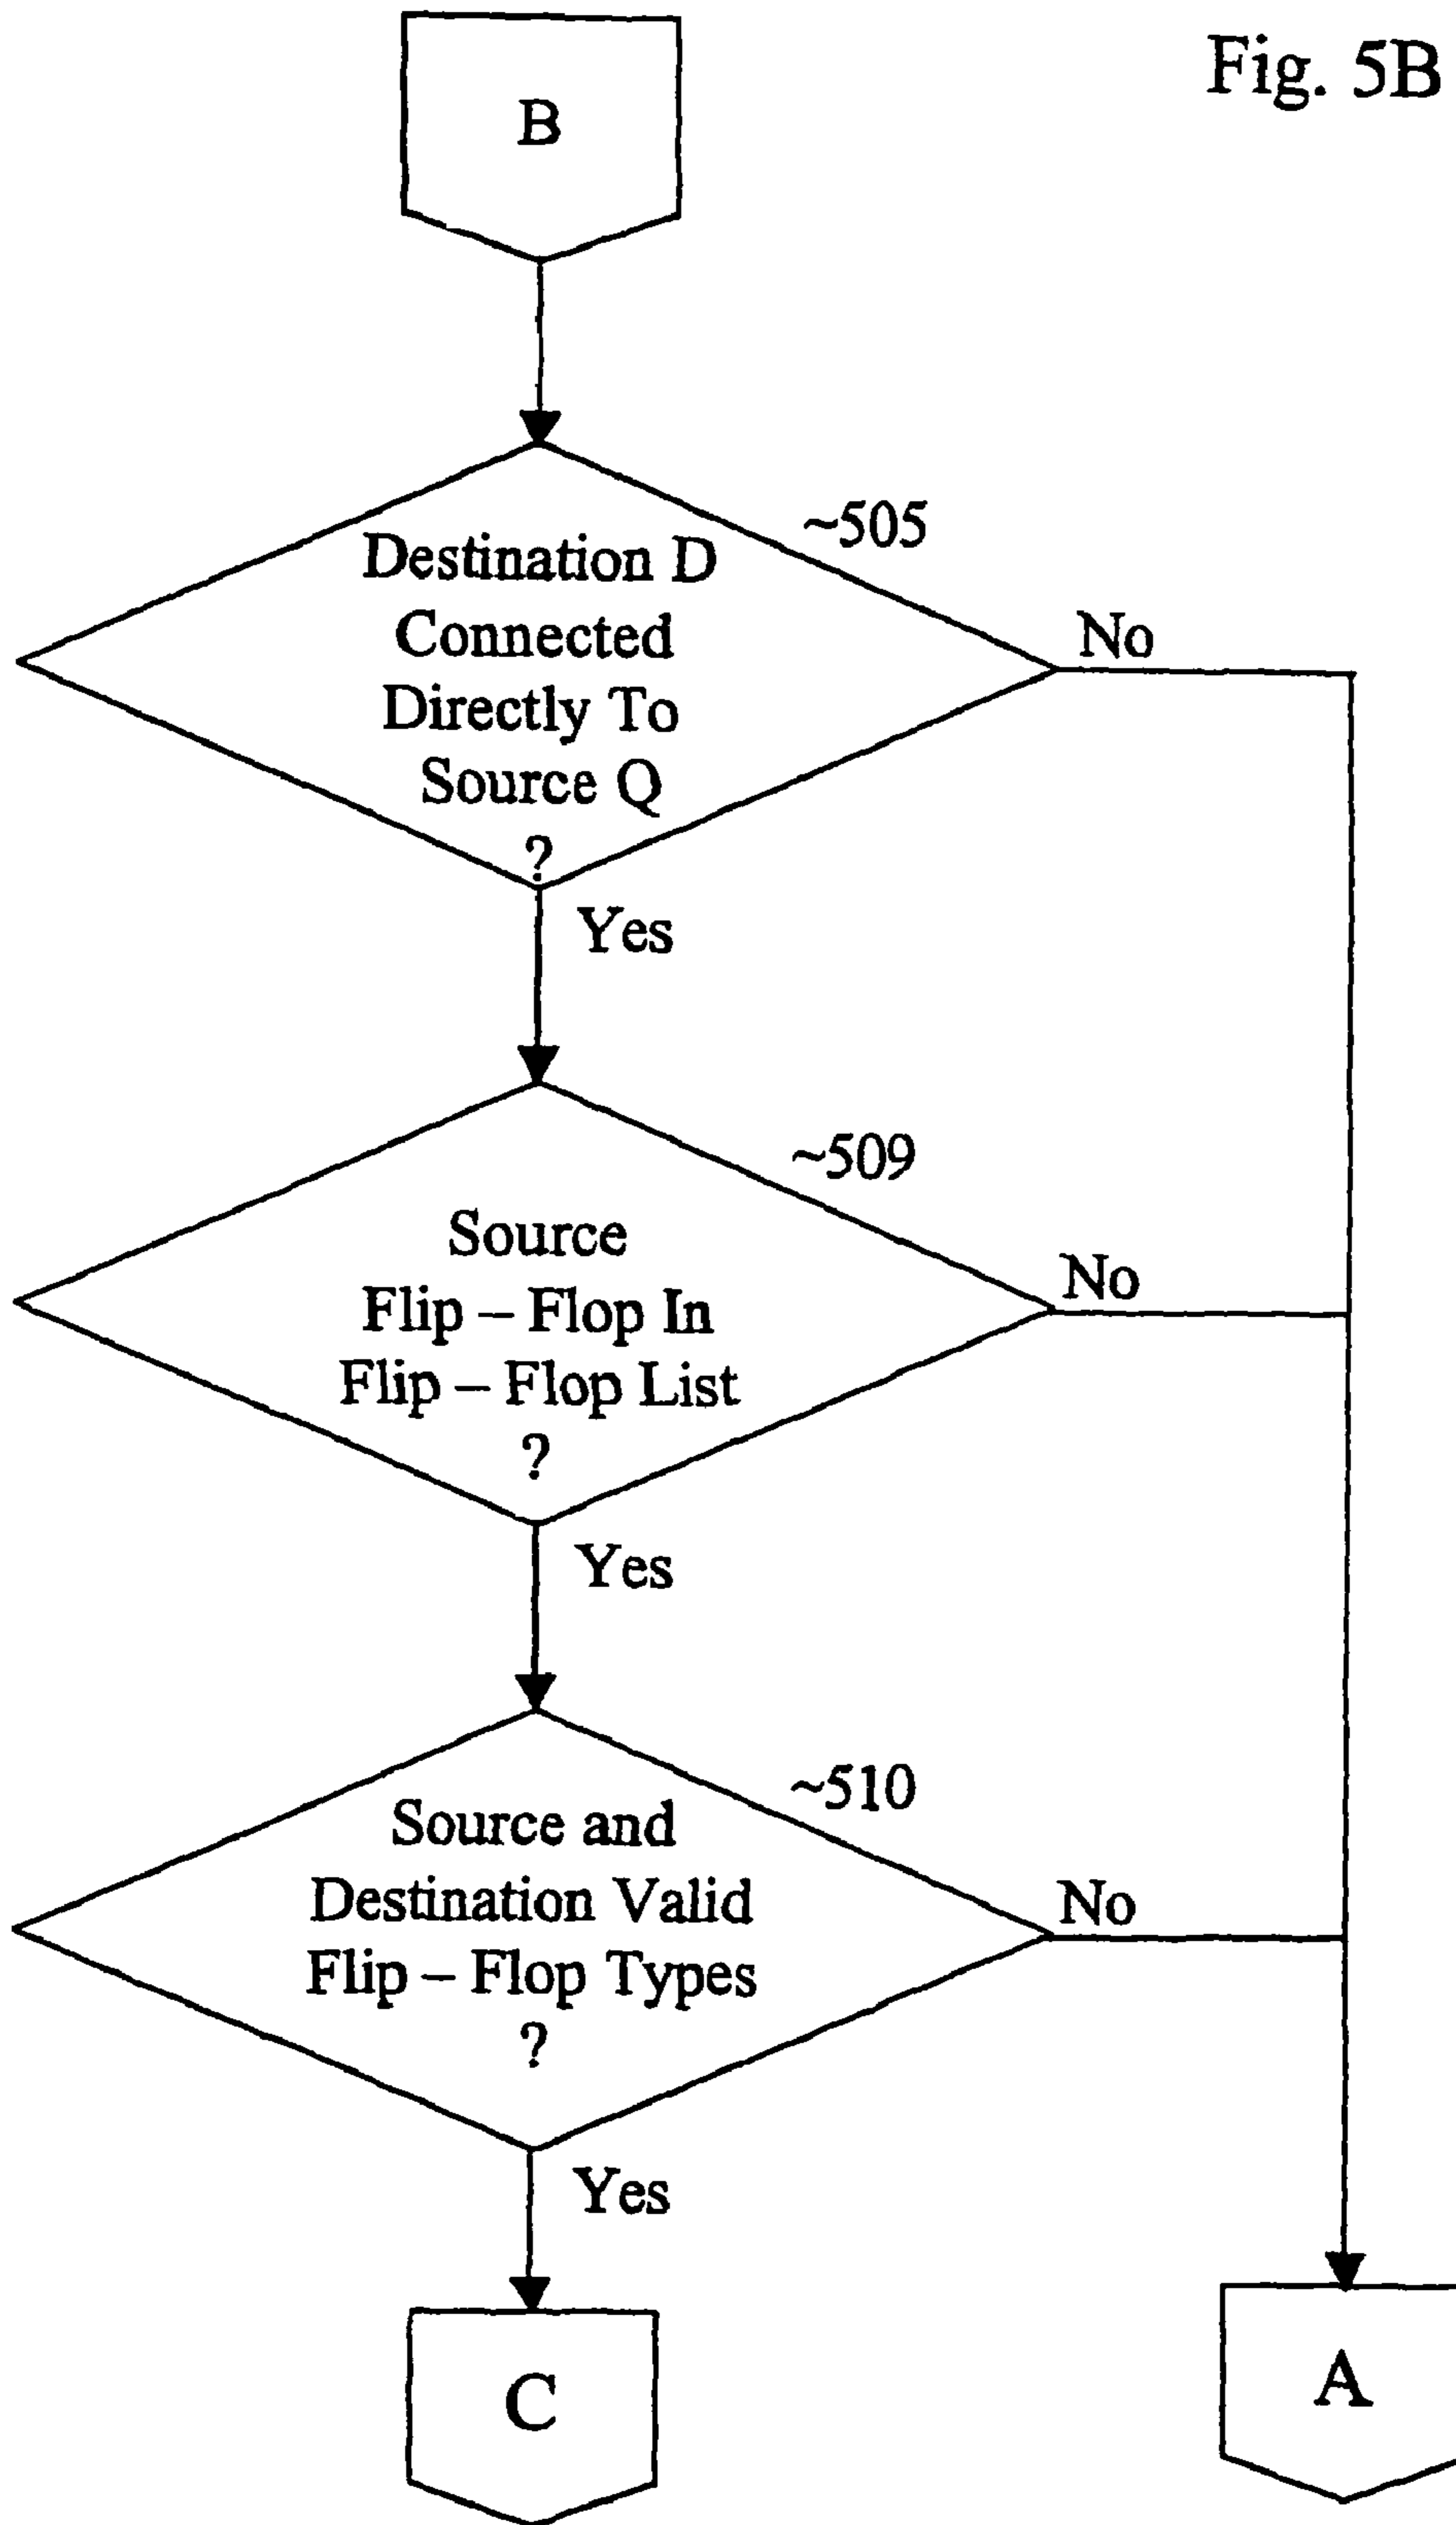 Fig. 5B
B
~505
Destination D
Connected
Directly To
Source Q
?
No
Yes
~509
Source
Flip – Flop In
Flip – Flop List
?
No
Yes
~510
Source and
Destination Valid
Flip – Flop Types
?
No
Yes
C
A